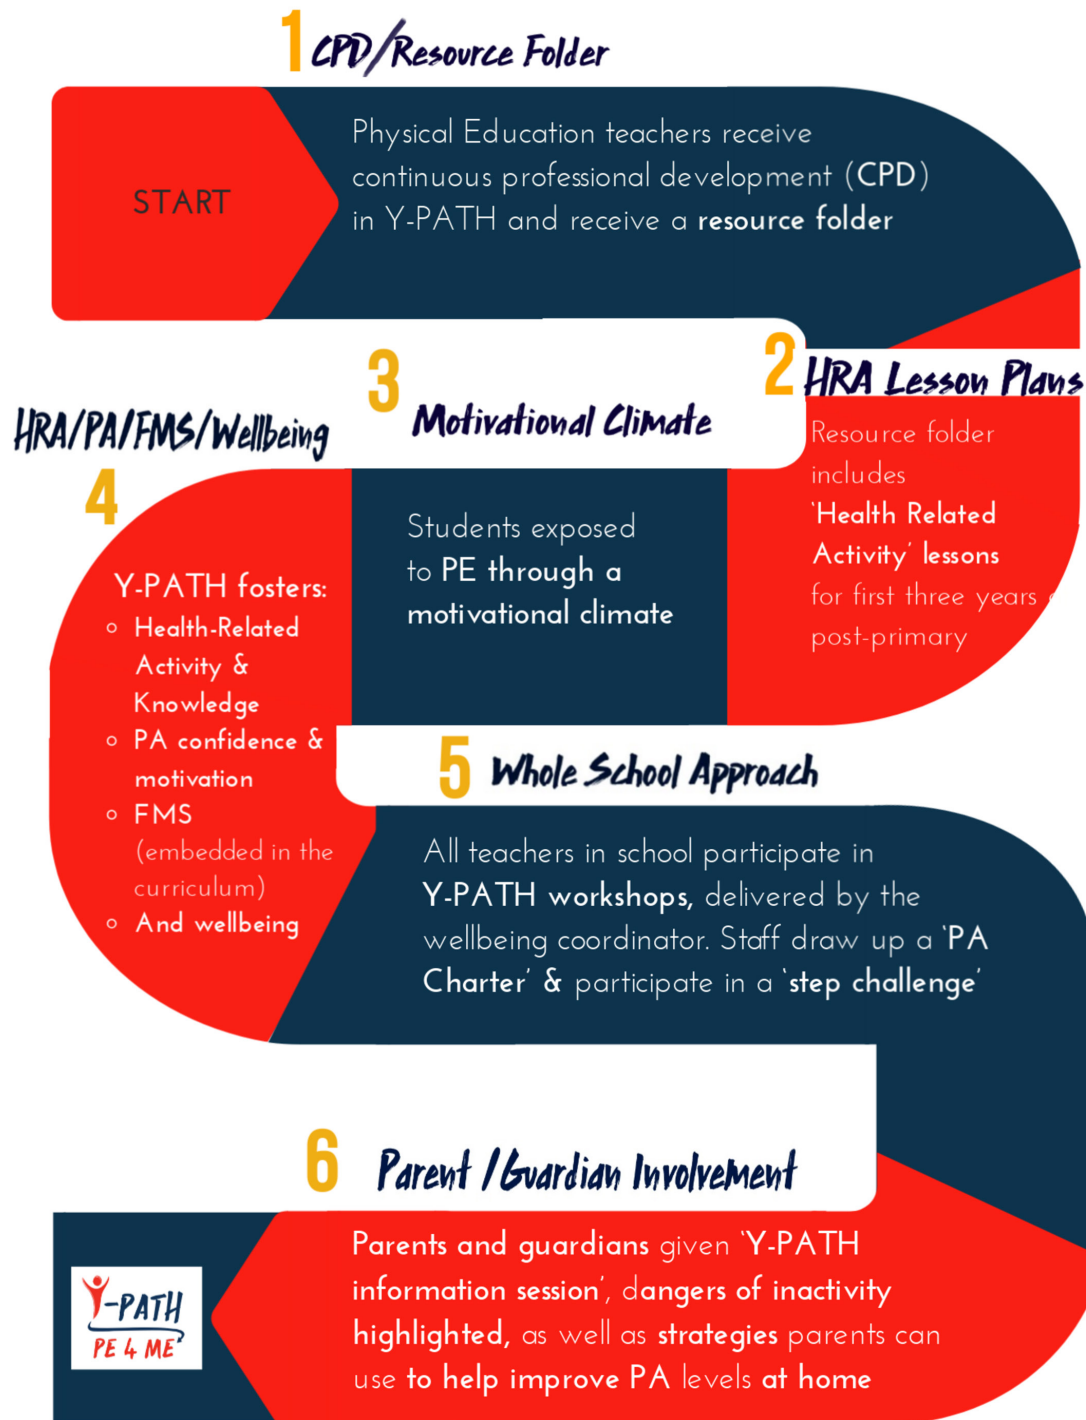 1 CPD/Resource Folder
START
Physical Education teachers receive
continuous professional development (CPD)
in Y-PATH and receive a resource folder
2 HRA Lesson Plans
Resource folder
includes
‘Health Related
Activity’ lessons
for first three years
post-primary
3
Motivational Climate
Students exposed
to PE through a
motivational climate
HRA/PA/FMS/Wellbeing
4
Y-PATH fosters:
Health-Related
Activity &
Knowledge
PA confidence &
motivation
FMS
(embedded in the
curriculum)
And wellbeing
5 Whole School Approach
All teachers in school participate in
Y-PATH workshops, delivered by the
wellbeing coordinator. Staff draw up a ‘PA
Charter’ & participate in a ‘step challenge’
6 Parent /Guardian Involvement
Parents and guardians given ‘Y-PATH
information session’, dangers of inactivity
highlighted, as well as strategies parents can
use to help improve PA levels at home
Y-PATH
PE 4 ME